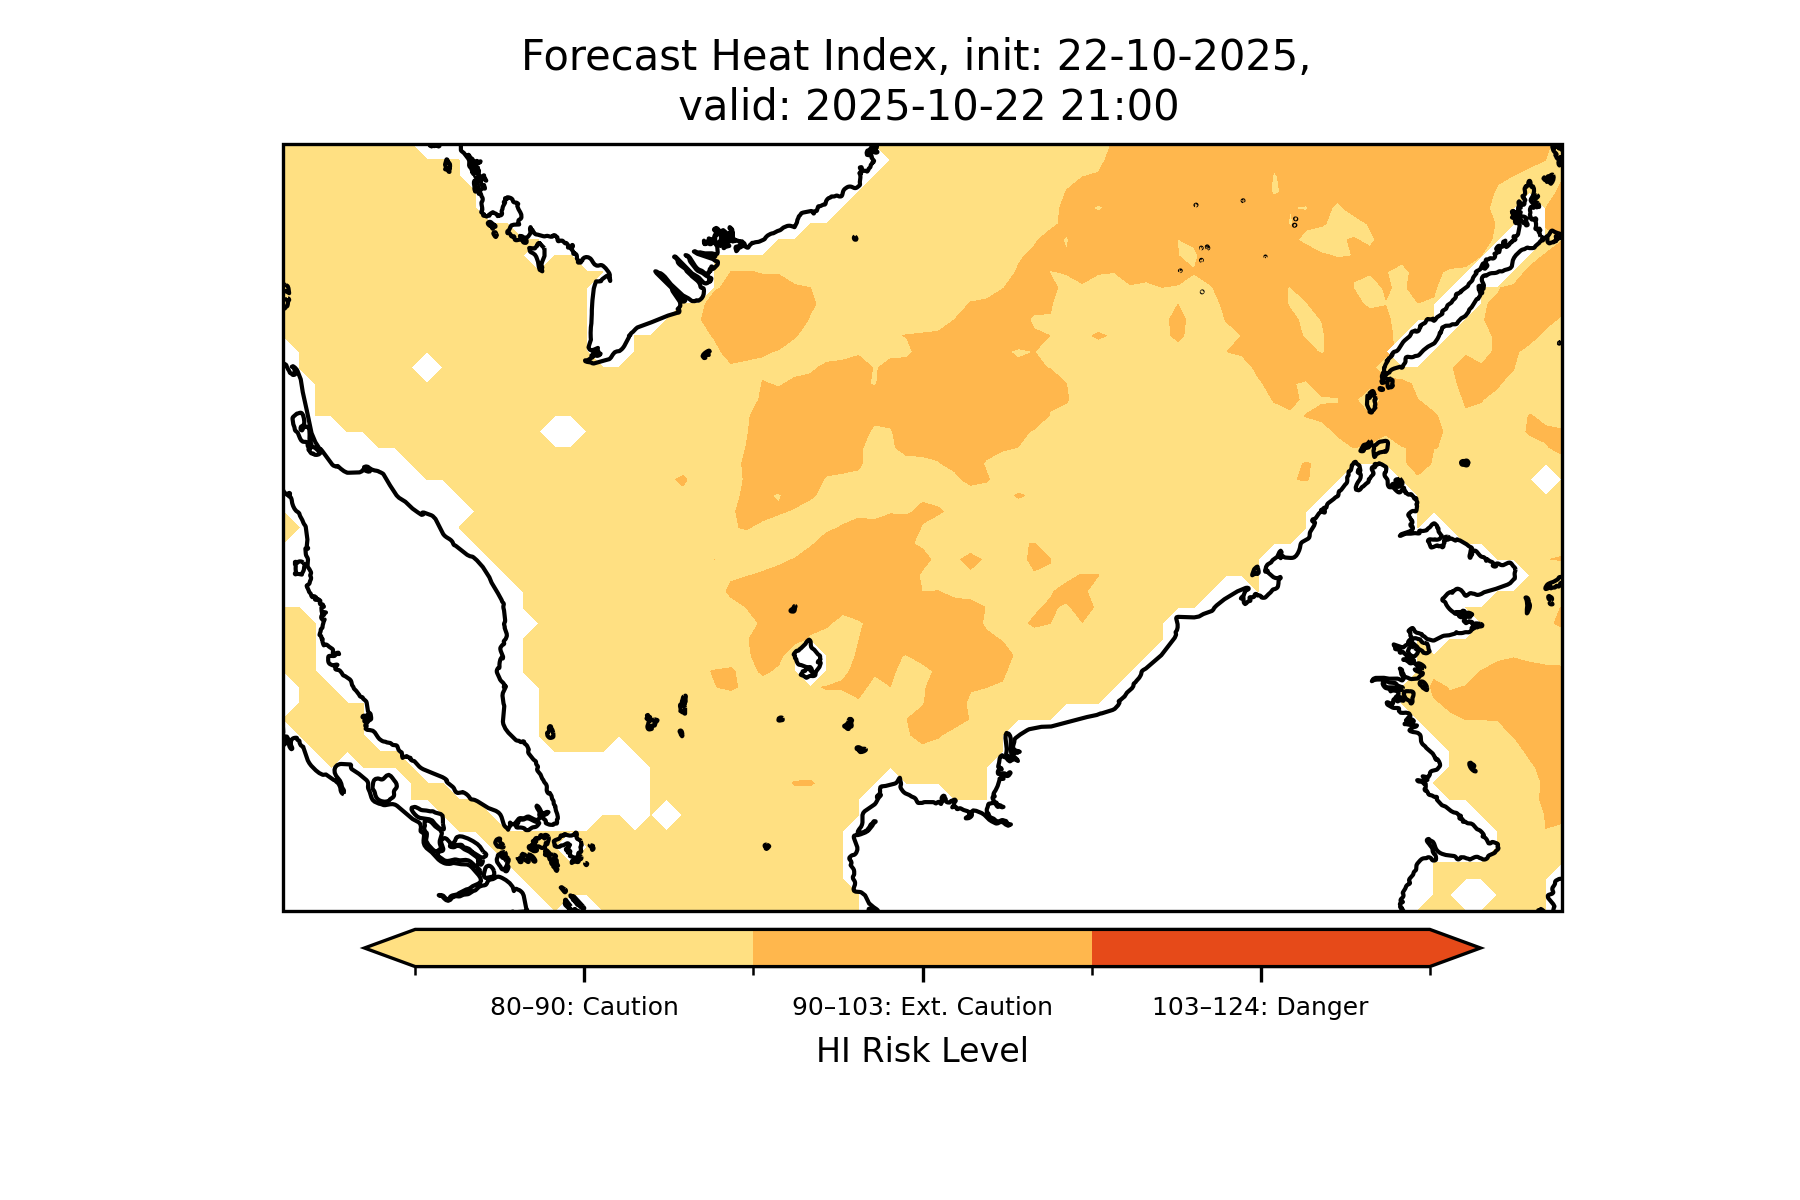 Forecast Heat Index, init: 22-10-2025,
valid: 2025-10-22 21:00
80–90: Caution
90–103: Ext. Caution
103–124: Danger
HI Risk Level